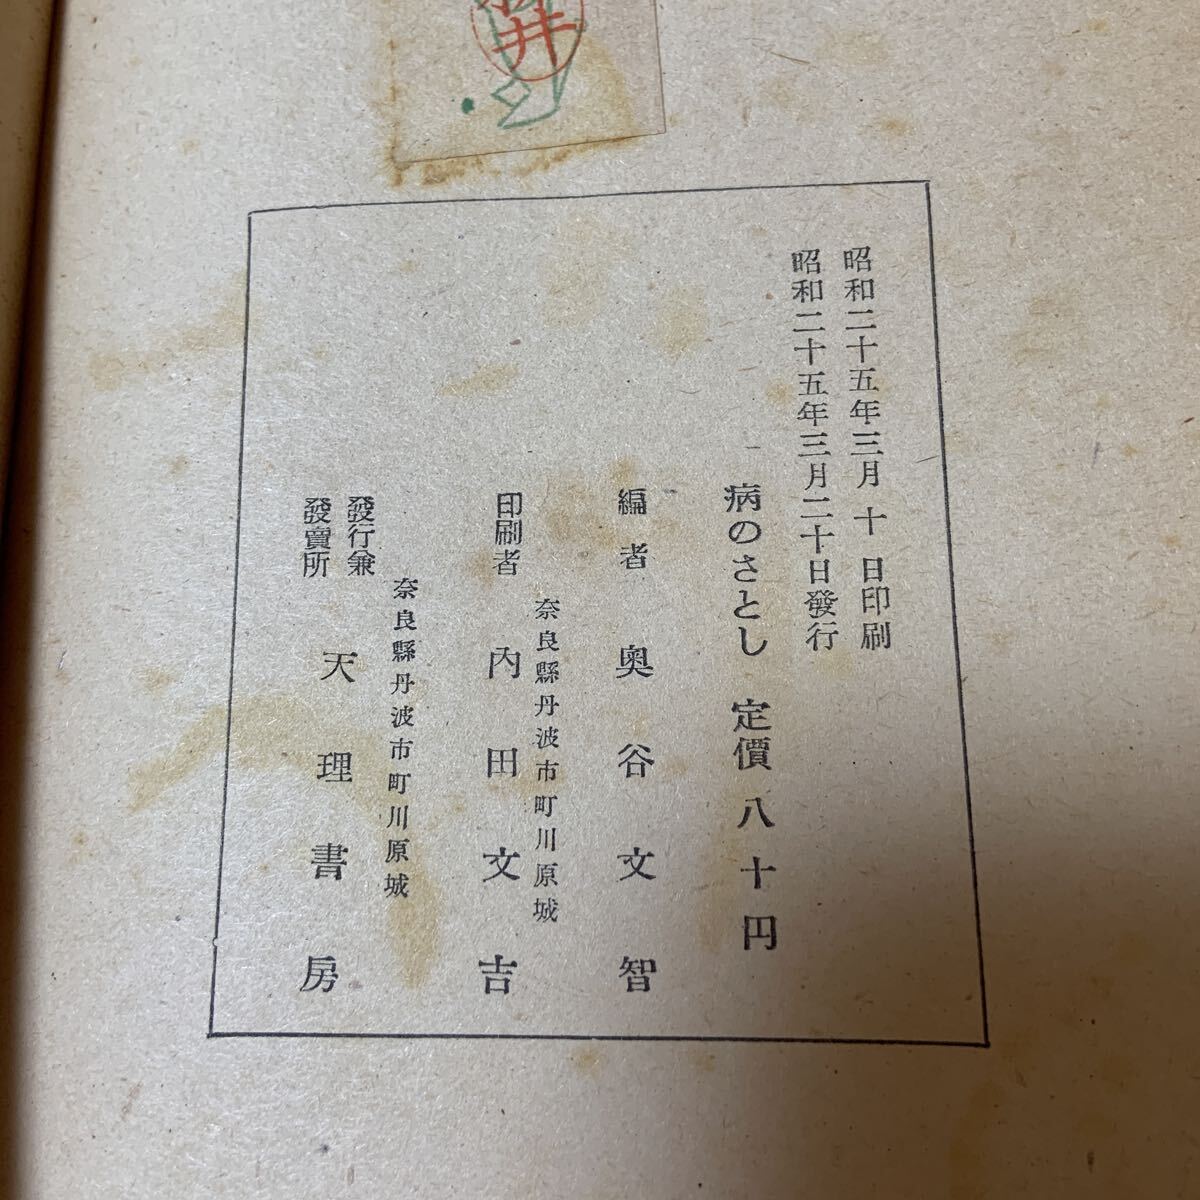 井
昭和二十五年三月 十 日印刷
昭和二十五年三月二十日發行
病のさとし 定價八十円
編者 奥谷文智
奈良縣丹波市町川原城
印刷者 內田文吉
奈良縣丹波市町川原城
發行兼
發賣所 天理書房